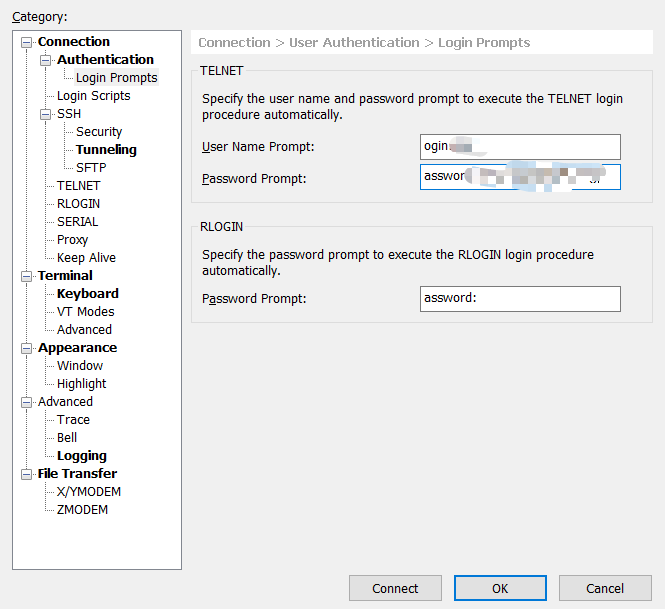 Category:
Connection
Authentication
Login Prompts
Login Scripts
SSH
Security
Tunneling
SFTP
TELNET
RLOGIN
SERIAL
Proxy
Keep Alive
Terminal
Keyboard
VT Modes
Advanced
Appearance
Window
Highlight
Advanced
Trace
Bell
Logging
File Transfer
X/YMODEM
ZMODEM
Connection > User Authentication > Login Prompts
TELNET
Specify the user name and password prompt to execute the TELNET login
procedure automatically.
User Name Prompt: ogin:
Password Prompt:
RLOGIN
Specify the password prompt to execute the RLOGIN login procedure
automatically.
Password Prompt: assword:
Connect OK Cancel